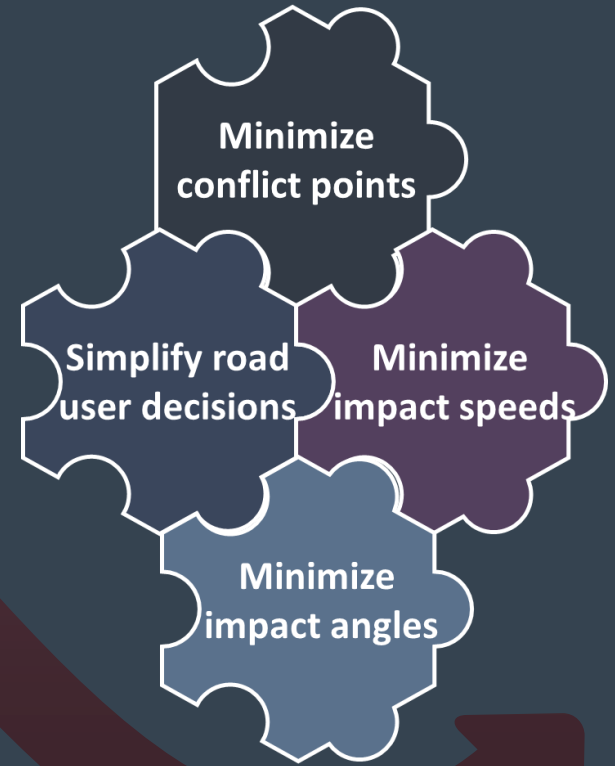 Minimize
conflict points
Simplify road
user decisions
Minimize
impact speeds
Minimize
impact angles